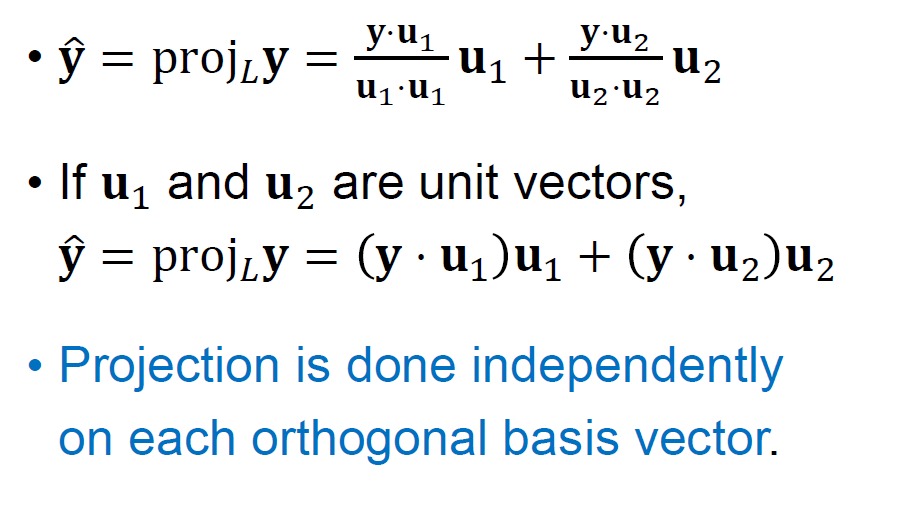 • ŷ = proj_L y = (y·u₁)/(u₁·u₁) u₁ + (y·u₂)/(u₂·u₂) u₂
• If u₁ and u₂ are unit vectors,
ŷ = proj_L y = (y · u₁)u₁ + (y · u₂)u₂
• Projection is done independently
on each orthogonal basis vector.